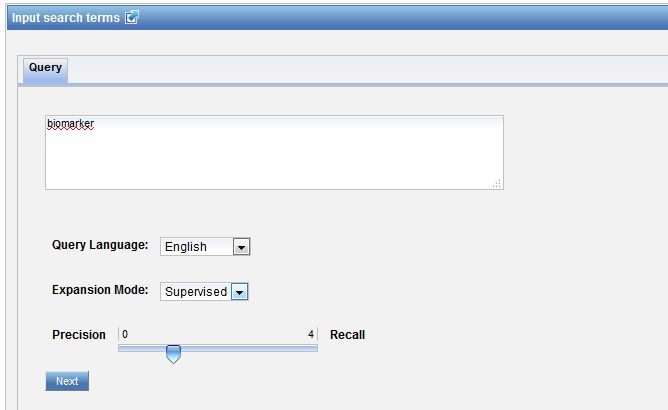 Input search terms
Query
biomarker
Query Language: English
Expansion Mode: Supervised
Precision 0 4 Recall
Next